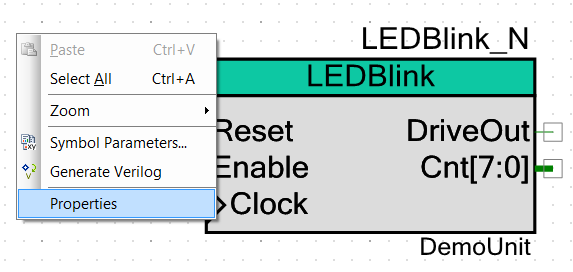 LEDBlink_N
Paste Ctrl+V
Select All Ctrl+A
Zoom
Symbol Parameters...
Generate Verilog
Properties
LEDBlink
Reset DriveOut
Enable Cnt[7:0]
Clock
DemoUnit